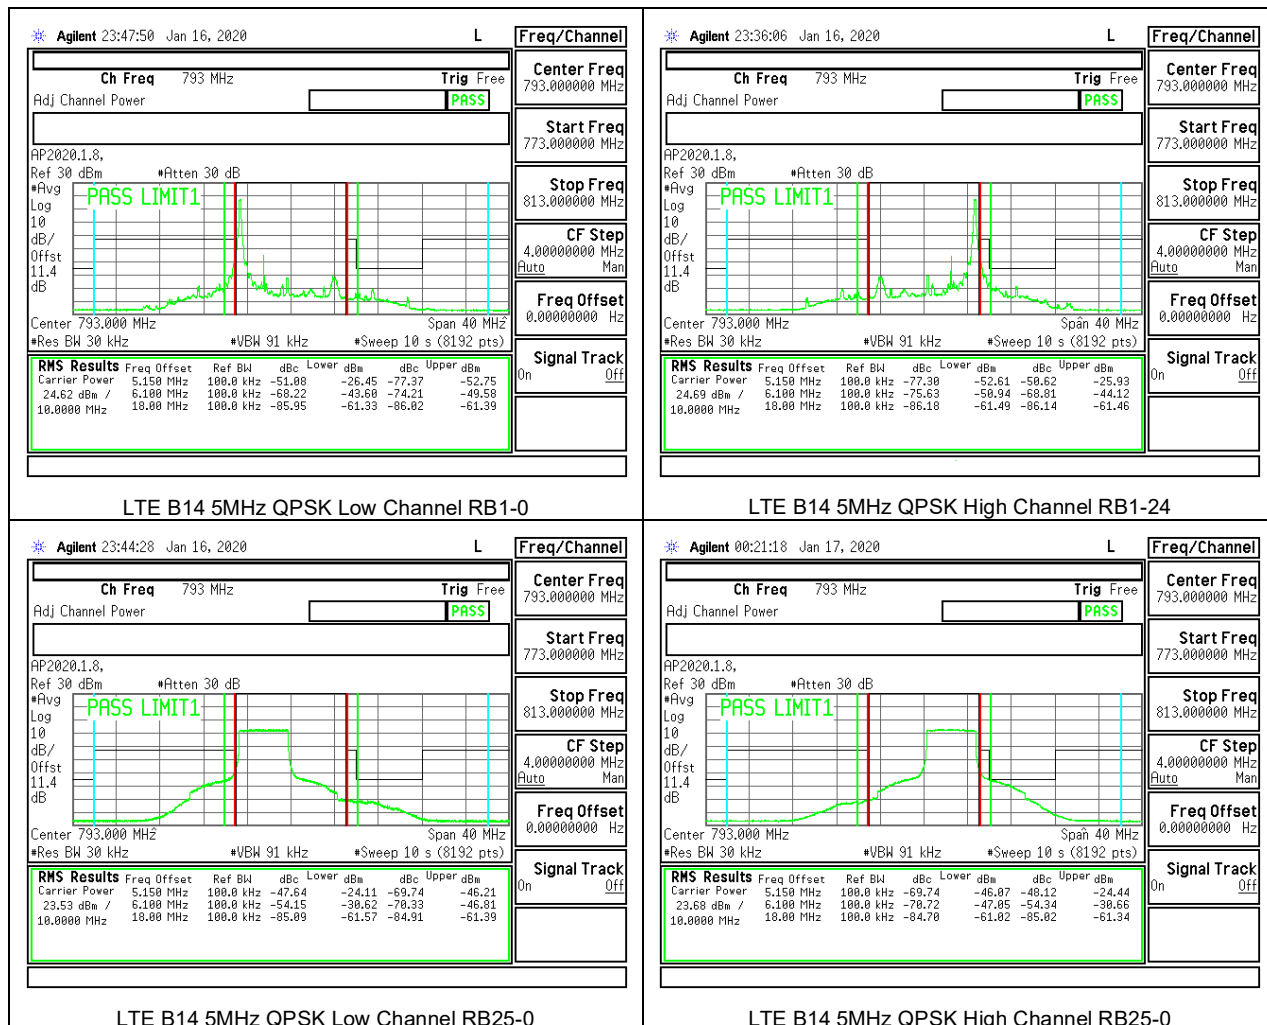 Agilent 23:47:50 Jan 16, 2020 L Freq/Channel
Ch Freq 793 MHz Trig Free
Adj Channel Power PASS
Center Freq
793.000000 MHz
Start Freq
773.000000 MHz
AP2020.1.8,
Ref 30 dBm #Atten 30 dB
#Avg
Log
10
dB/
Offst
11.4
dB
PASS LIMIT1
Stop Freq
813.000000 MHz
CF Step
4.00000000 MHz
Auto Man
Freq Offset
0.00000000 Hz
Center 793.000 MHz Span 40 MHz
#Res BW 30 kHz #VBW 91 kHz #Sweep 10 s (8192 pts)
Signal Track
On Off
RMS Results Freq Offset Ref BW dBc Lower dBm dBc Upper dBm
Carrier Power 5.150 MHz 100.0 kHz -51.08 -26.45 -77.37 -52.75
24.62 dBm / 6.100 MHz 100.0 kHz -68.22 -43.60 -74.21 -49.58
10.0000 MHz 18.00 MHz 100.0 kHz -85.95 -61.33 -86.02 -61.39
LTE B14 5MHz QPSK Low Channel RB1-0
Agilent 23:36:06 Jan 16, 2020 L Freq/Channel
Ch Freq 793 MHz Trig Free
Adj Channel Power PASS
Center Freq
793.000000 MHz
Start Freq
773.000000 MHz
AP2020.1.8,
Ref 30 dBm #Atten 30 dB
#Avg
Log
10
dB/
Offst
11.4
dB
PASS LIMIT1
Stop Freq
813.000000 MHz
CF Step
4.00000000 MHz
Auto Man
Freq Offset
0.00000000 Hz
Center 793.000 MHz Span 40 MHz
#Res BW 30 kHz #VBW 91 kHz #Sweep 10 s (8192 pts)
Signal Track
On Off
RMS Results Freq Offset Ref BW dBc Lower dBm dBc Upper dBm
Carrier Power 5.150 MHz 100.0 kHz -77.30 -52.61 -50.62 -25.93
24.69 dBm / 6.100 MHz 100.0 kHz -75.63 -50.94 -68.81 -44.12
10.0000 MHz 18.00 MHz 100.0 kHz -86.18 -61.49 -86.14 -61.46
LTE B14 5MHz QPSK High Channel RB1-24
Agilent 23:44:28 Jan 16, 2020 L Freq/Channel
Ch Freq 793 MHz Trig Free
Adj Channel Power PASS
Center Freq
793.000000 MHz
Start Freq
773.000000 MHz
AP2020.1.8,
Ref 30 dBm #Atten 30 dB
#Avg
Log
10
dB/
Offst
11.4
dB
PASS LIMIT1
Stop Freq
813.000000 MHz
CF Step
4.00000000 MHz
Auto Man
Freq Offset
0.00000000 Hz
Center 793.000 MHz Span 40 MHz
#Res BW 30 kHz #VBW 91 kHz #Sweep 10 s (8192 pts)
Signal Track
On Off
RMS Results Freq Offset Ref BW dBc Lower dBm dBc Upper dBm
Carrier Power 5.150 MHz 100.0 kHz -47.64 -24.11 -69.74 -46.21
23.53 dBm / 6.100 MHz 100.0 kHz -54.15 -30.62 -70.33 -46.81
10.0000 MHz 18.00 MHz 100.0 kHz -85.09 -61.57 -84.91 -61.39
LTE B14 5MHz QPSK Low Channel RB25-0
Agilent 00:21:18 Jan 17, 2020 L Freq/Channel
Ch Freq 793 MHz Trig Free
Adj Channel Power PASS
Center Freq
793.000000 MHz
Start Freq
773.000000 MHz
AP2020.1.8,
Ref 30 dBm #Atten 30 dB
#Avg
Log
10
dB/
Offst
11.4
dB
PASS LIMIT1
Stop Freq
813.000000 MHz
CF Step
4.00000000 MHz
Auto Man
Freq Offset
0.00000000 Hz
Center 793.000 MHz Span 40 MHz
#Res BW 30 kHz #VBW 91 kHz #Sweep 10 s (8192 pts)
Signal Track
On Off
RMS Results Freq Offset Ref BW dBc Lower dBm dBc Upper dBm
Carrier Power 5.150 MHz 100.0 kHz -69.74 -46.07 -48.12 -24.44
23.68 dBm / 6.100 MHz 100.0 kHz -70.72 -47.05 -54.34 -30.66
10.0000 MHz 18.00 MHz 100.0 kHz -84.70 -61.02 -85.02 -61.34
LTE B14 5MHz QPSK High Channel RB25-0